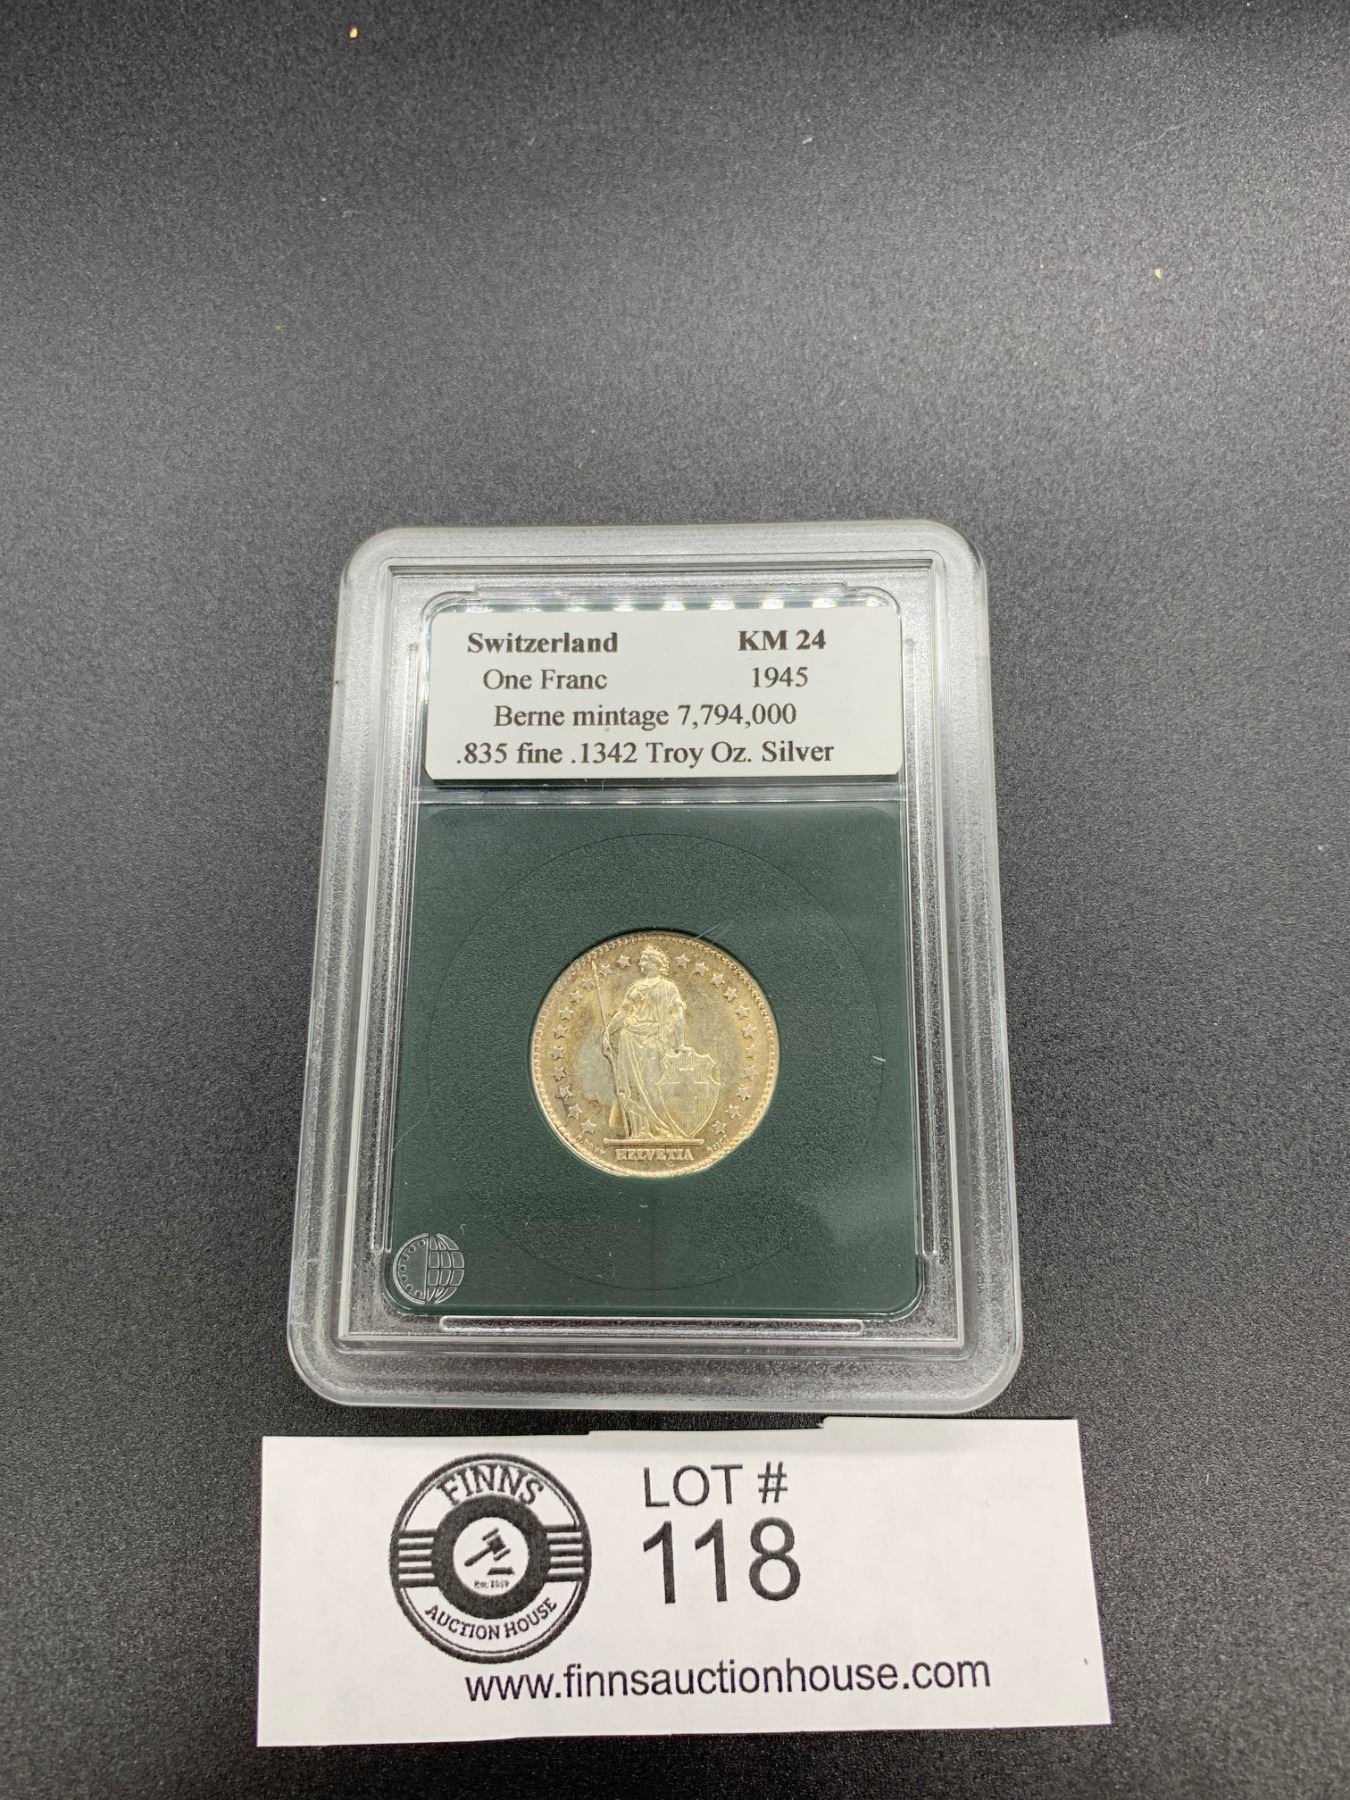 Switzerland KM 24
One Franc 1945
Berne mintage 7,794,000
.835 fine .1342 Troy Oz. Silver
HELVETIA
FINNS
AUCTION HOUSE
LOT #
118
www.finnsauctionhouse.com